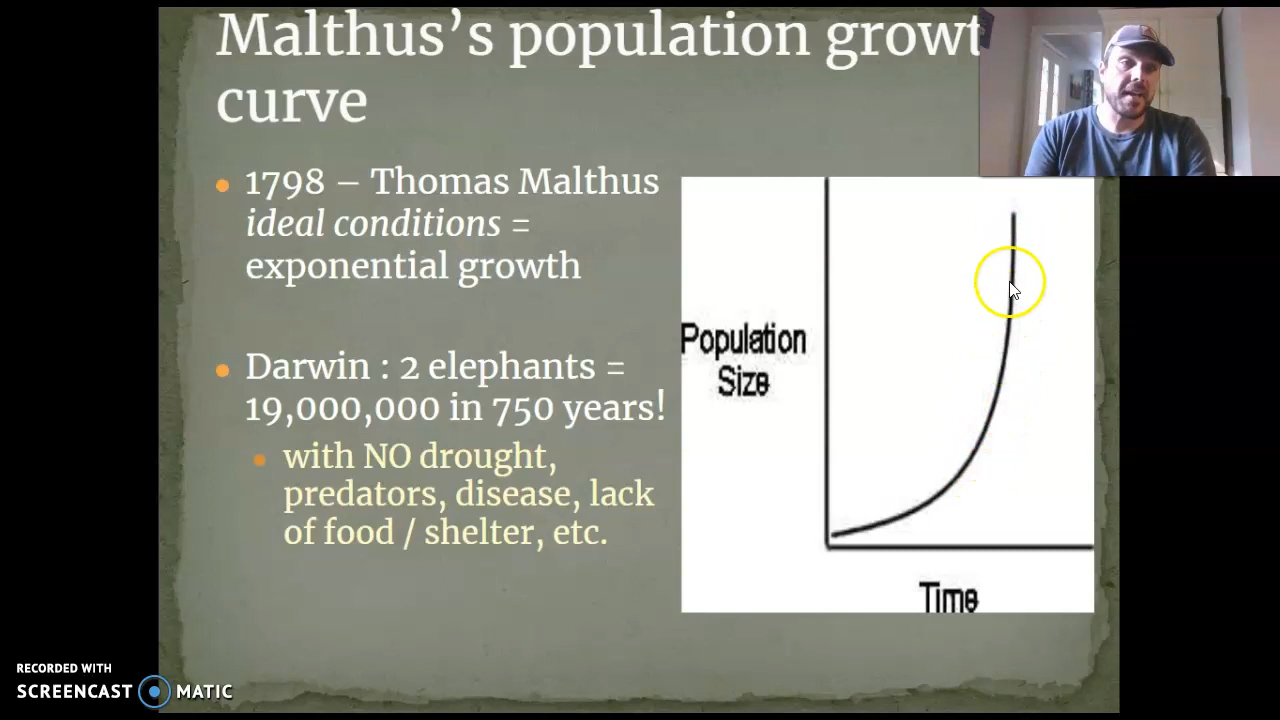 Malthus’s population growt
curve
1798 – Thomas Malthus
ideal conditions =
exponential growth
Darwin : 2 elephants =
19,000,000 in 750 years!
with NO drought,
predators, disease, lack
of food / shelter, etc.
Population
Size
Time
RECORDED WITH
SCREENCAST MATIC